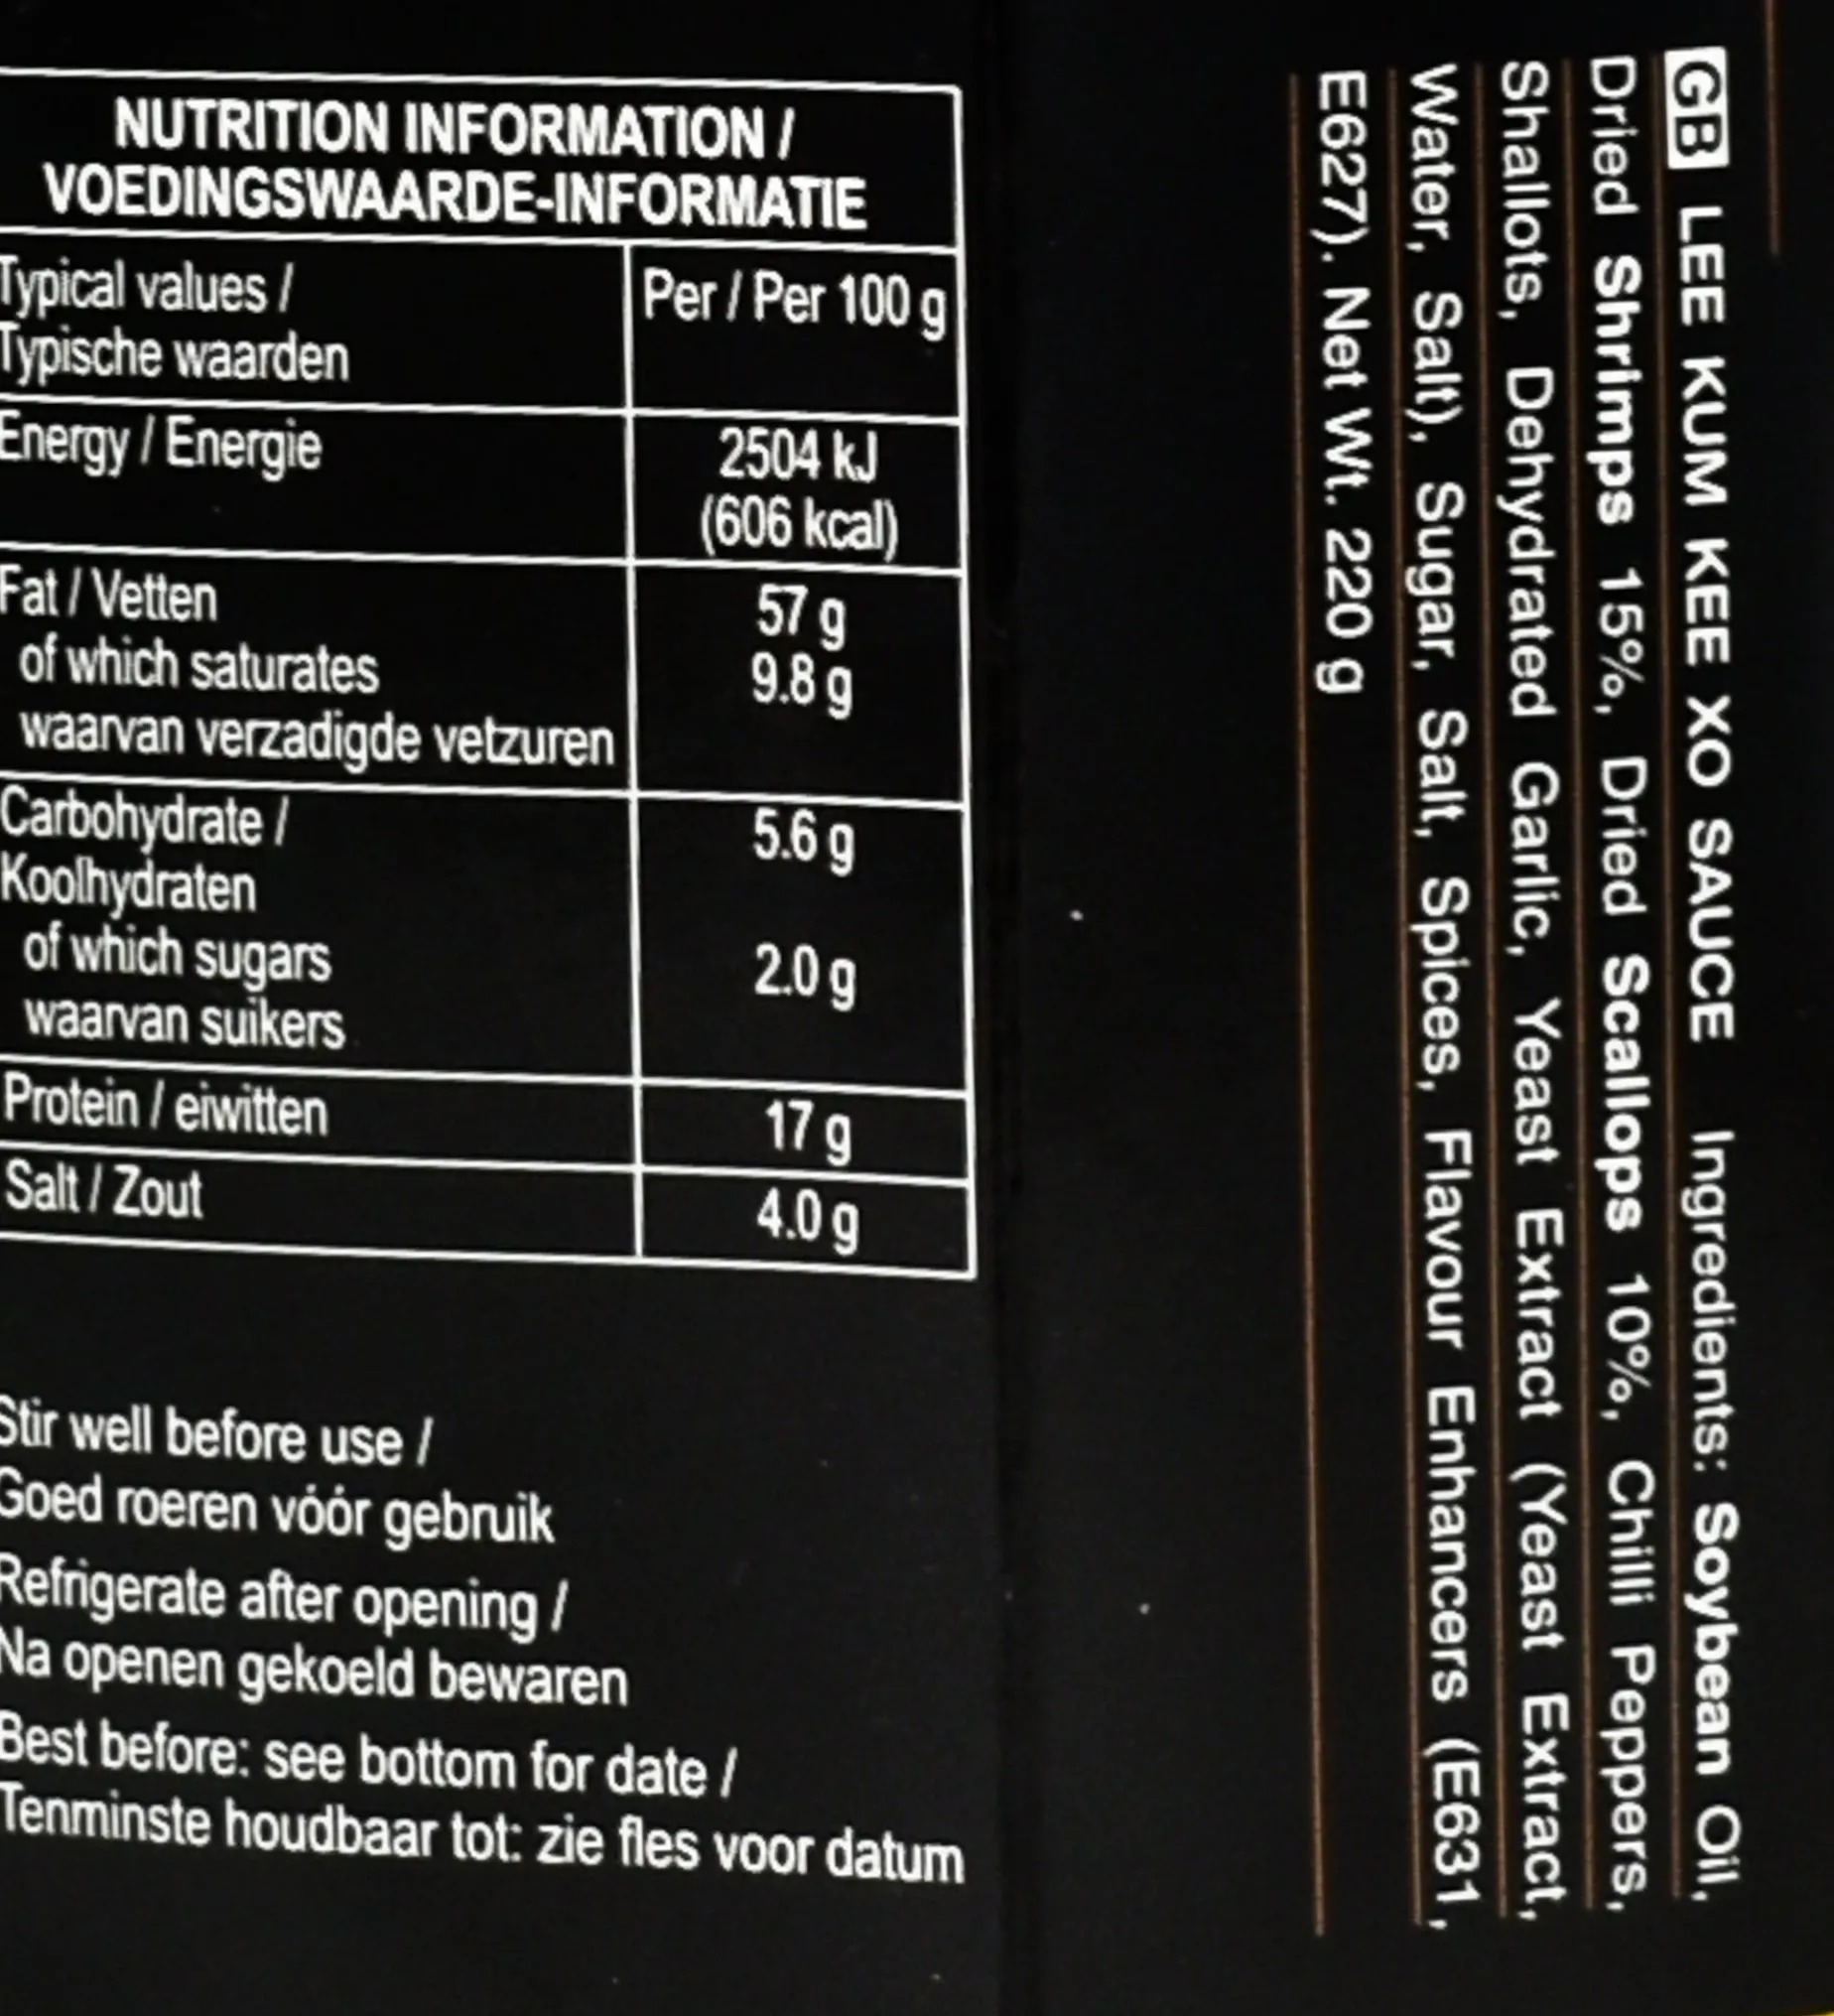 NUTRITION INFORMATION /
VOEDINGSWAARDE-INFORMATIE
Typical values / Per / Per 100 g
Typische waarden
Energy / Energie 2504 kJ
(606 kcal)
Fat / Vetten 57 g
of which saturates 9.8 g
waarvan verzadigde vetzuren
Carbohydrate / 5.6 g
Koolhydraten
of which sugars 2.0 g
waarvan suikers
Protein / eiwitten 17 g
Salt / Zout 4.0 g
Stir well before use /
Goed roeren vóór gebruik
Refrigerate after opening /
Na openen gekoeld bewaren
Best before: see bottom for date /
Tenminste houdbaar tot: zie fles voor datum
GB LEE KUM KEE XO SAUCE Ingredients: Soybean Oil,
Dried Shrimps 15%, Dried Scallops 10%, Chilli Peppers,
Shallots, Dehydrated Garlic, Yeast Extract (Yeast Extract,
Water, Salt), Sugar, Salt, Spices, Flavour Enhancers (E631,
E627). Net Wt. 220 g